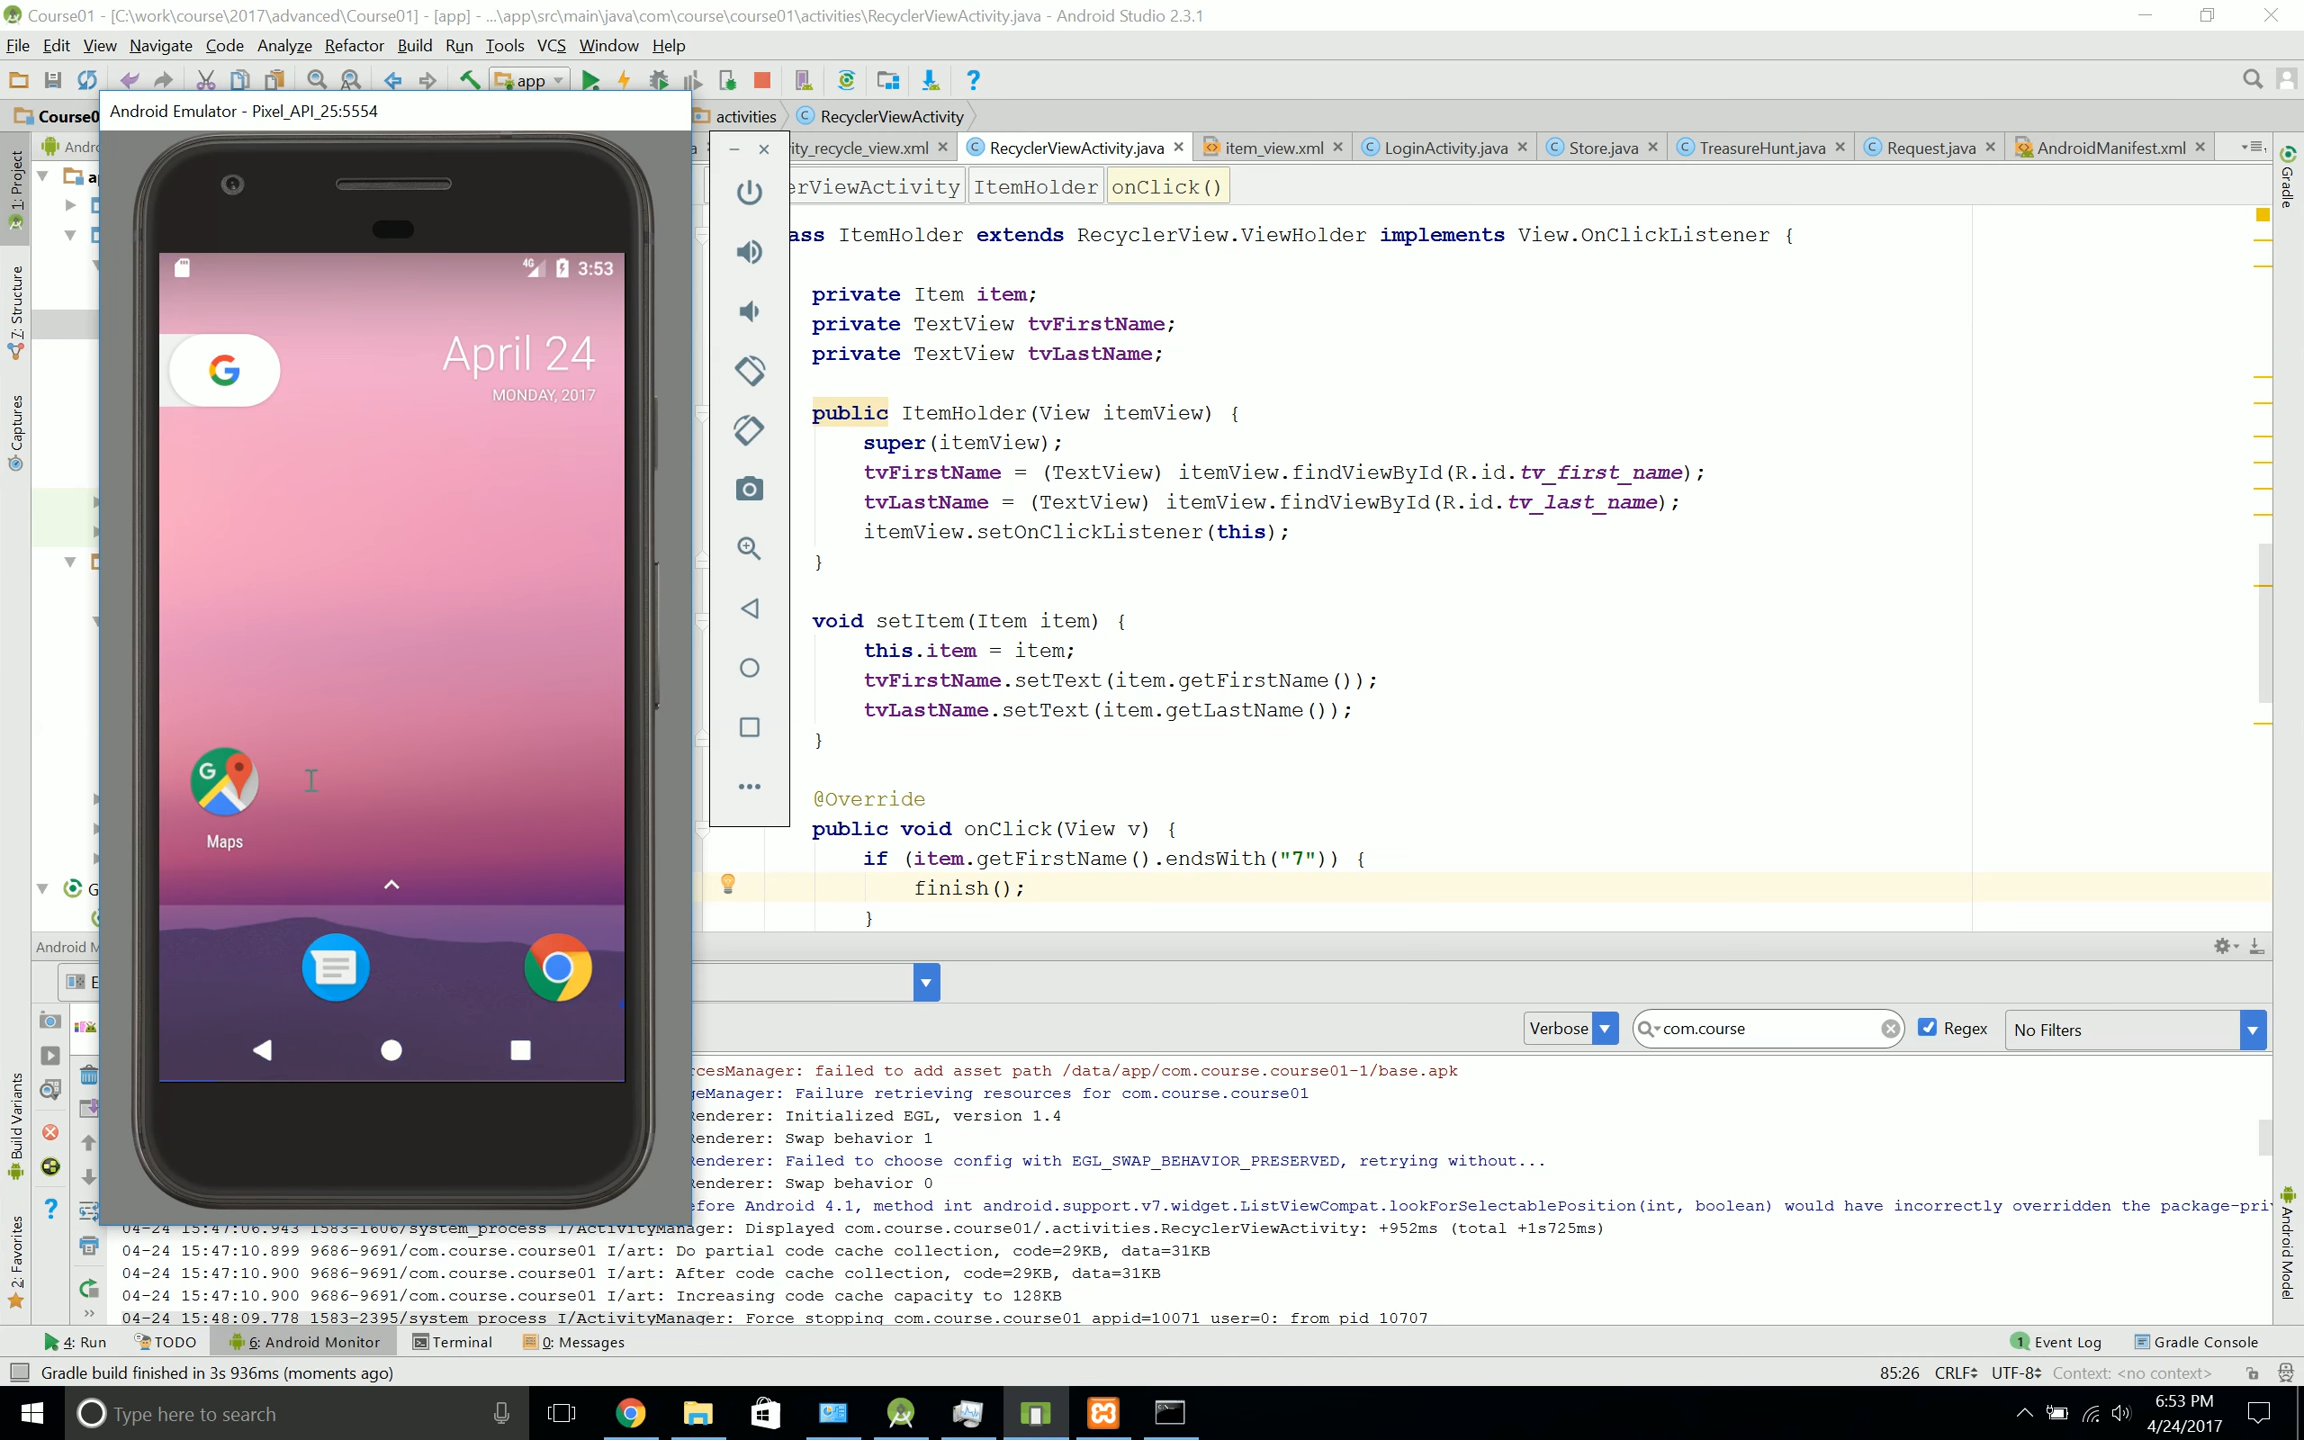 Course01 - [C:\work\course\2017\advanced\Course01] - [app] - ...\app\src\main\java\com\course\course01\activities\RecyclerViewActivity.java - Android Studio 2.3.1
File Edit View Navigate Code Analyze Refactor Build Run Tools VCS Window Help
app
Android Emulator - Pixel_API_25:5554
activities RecyclerViewActivity
ity_recycle_view.xml RecyclerViewActivity.java item_view.xml LoginActivity.java Store.java TreasureHunt.java Request.java AndroidManifest.xml
erViewActivity ItemHolder onClick()
1: Project
7: Structure
Captures
Build Variants
2: Favorites
Gradle
Android Model
4G 3:53
April 24
MONDAY, 2017
Maps
ass ItemHolder extends RecyclerView.ViewHolder implements View.OnClickListener {
private Item item;
private TextView tvFirstName;
private TextView tvLastName;
public ItemHolder(View itemView) {
super(itemView);
tvFirstName = (TextView) itemView.findViewById(R.id.tv_first_name);
tvLastName = (TextView) itemView.findViewById(R.id.tv_last_name);
itemView.setOnClickListener(this);
}
void setItem(Item item) {
this.item = item;
tvFirstName.setText(item.getFirstName());
tvLastName.setText(item.getLastName());
}
@Override
public void onClick(View v) {
if (item.getFirstName().endsWith("7")) {
finish();
}
Verbose com.course Regex No Filters
rcesManager: failed to add asset path /data/app/com.course.course01-1/base.apk
geManager: Failure retrieving resources for com.course.course01
Renderer: Initialized EGL, version 1.4
Renderer: Swap behavior 1
Renderer: Failed to choose config with EGL_SWAP_BEHAVIOR_PRESERVED, retrying without...
Renderer: Swap behavior 0
efore Android 4.1, method int android.support.v7.widget.ListViewCompat.lookForSelectablePosition(int, boolean) would have incorrectly overridden the package-pri
04-24 15:47:06.943 1583-1606/system_process I/ActivityManager: Displayed com.course.course01/.activities.RecyclerViewActivity: +952ms (total +1s725ms)
04-24 15:47:10.899 9686-9691/com.course.course01 I/art: Do partial code cache collection, code=29KB, data=31KB
04-24 15:47:10.900 9686-9691/com.course.course01 I/art: After code cache collection, code=29KB, data=31KB
04-24 15:47:10.900 9686-9691/com.course.course01 I/art: Increasing code cache capacity to 128KB
04-24 15:48:09.778 1583-2395/system_process I/ActivityManager: Force stopping com.course.course01 appid=10071 user=0: from pid 10707
4: Run TODO 6: Android Monitor Terminal 0: Messages 1 Event Log Gradle Console
Gradle build finished in 3s 936ms (moments ago) 85:26 CRLF UTF-8 Context: <no context>
Type here to search
6:53 PM
4/24/2017